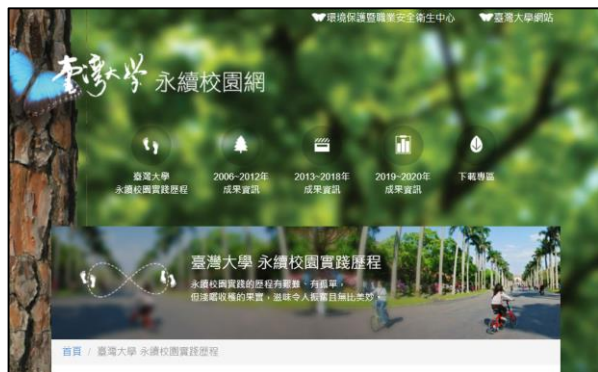 環境保護暨職業安全衛生中心 臺灣大學網站
臺灣大學 永續校園網
臺灣大學
永續校園實踐歷程
2006~2012年
成果資訊
2013~2018年
成果資訊
2019~2020年
成果資訊
下載專區
臺灣大學 永續校園實踐歷程
永續校園實踐的歷程有艱難、有孤單，
但淺嚐收穫的果實，滋味令人振奮且無比美妙。
首頁 / 臺灣大學 永續校園實踐歷程